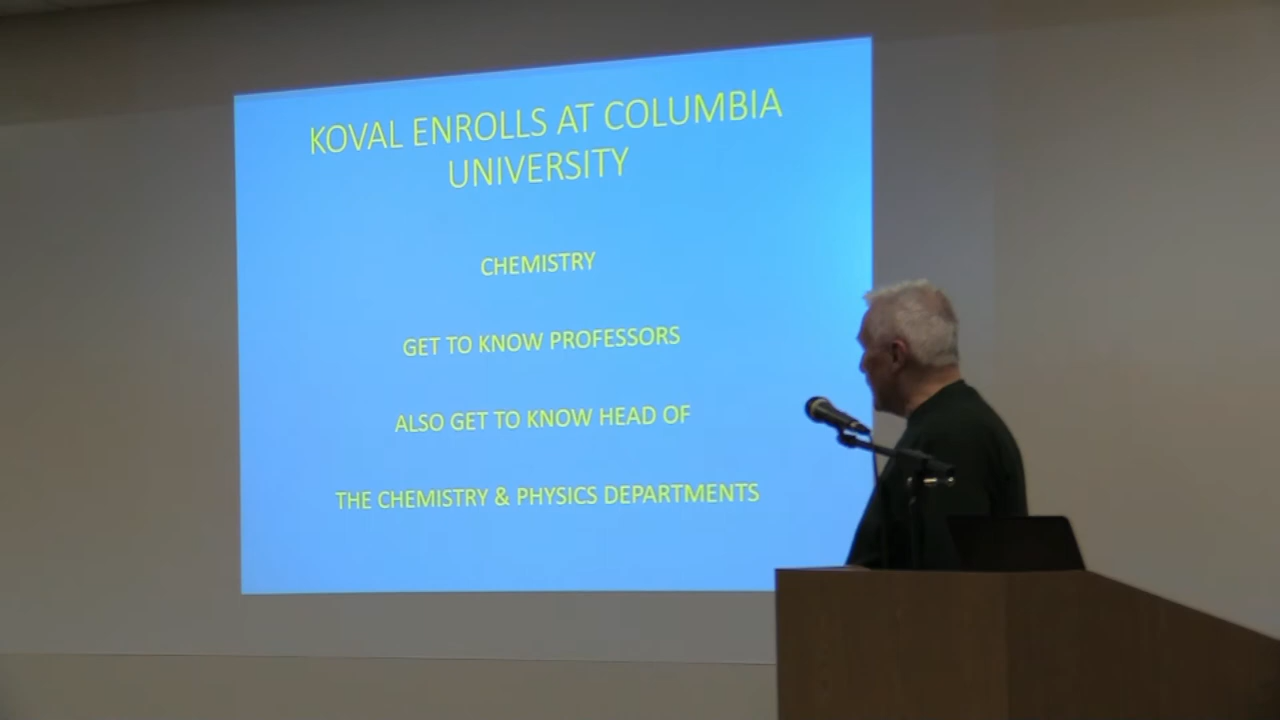 KOVAL ENROLLS AT COLUMBIA
UNIVERSITY
CHEMISTRY
GET TO KNOW PROFESSORS
ALSO GET TO KNOW HEAD OF
THE CHEMISTRY & PHYSICS DEPARTMENTS